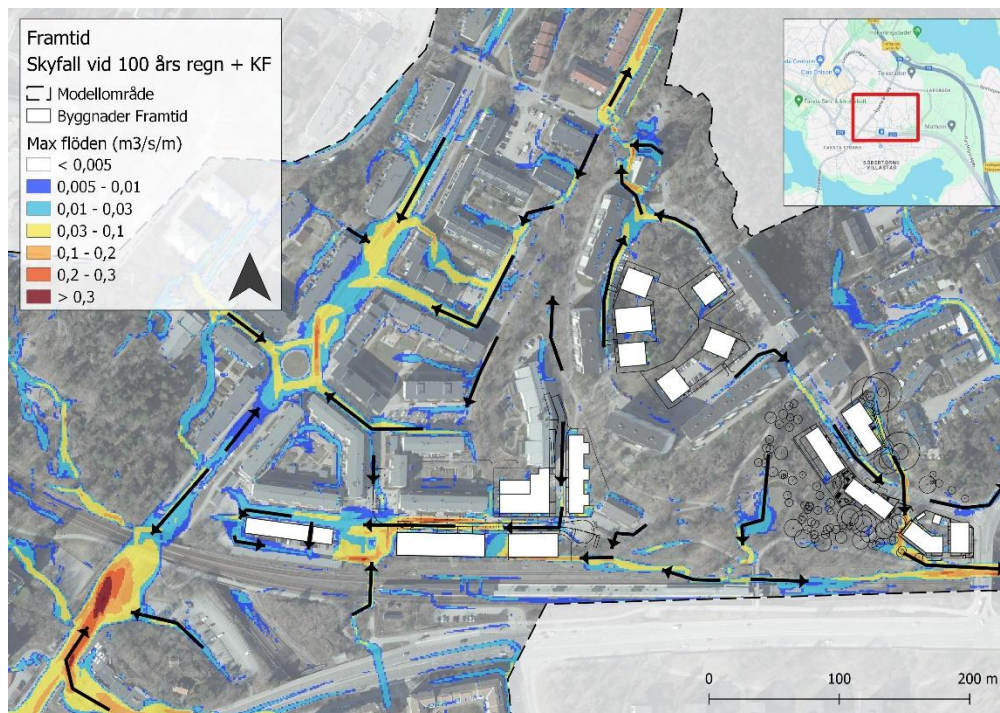 Framtid
Skyfall vid 100 års regn + KF
Modellområde
Byggnader Framtid
Max flöden (m3/s/m)
< 0,005
0,005 - 0,01
0,01 - 0,03
0,03 - 0,1
0,1 - 0,2
0,2 - 0,3
> 0,3
SÖDERTÖRNS
VILLASTAD
0
100
200 m